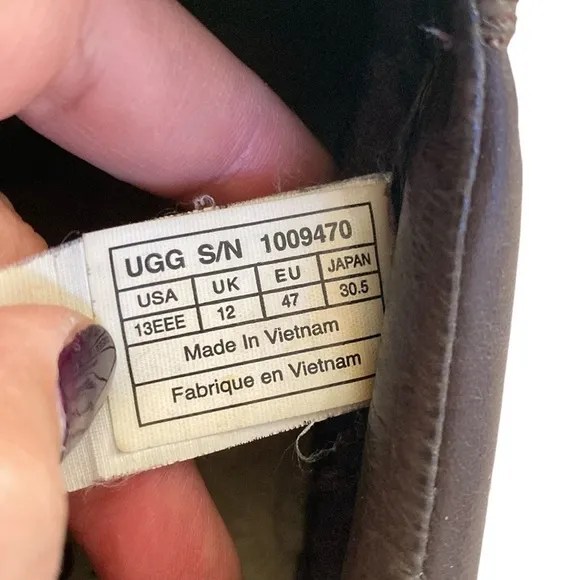 UGG S/N 1009470
USA UK EU JAPAN
13EEE 12 47 30.5
Made In Vietnam
Fabrique en Vietnam